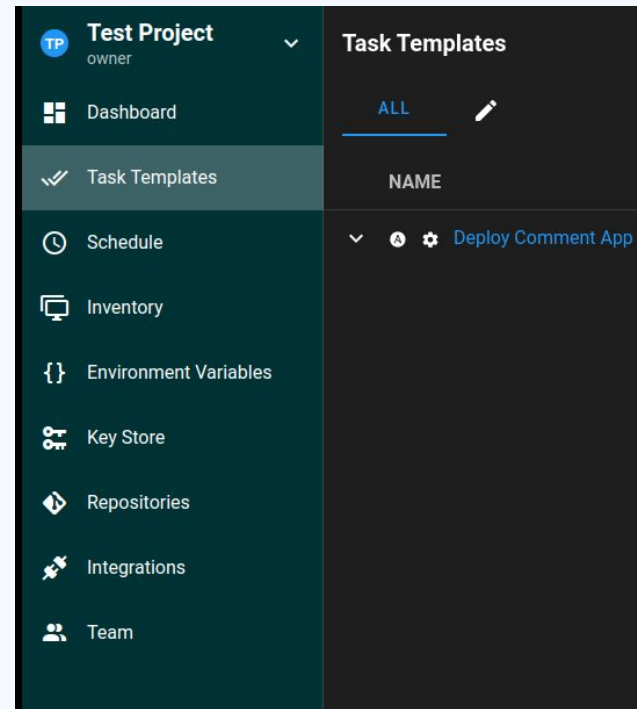 TP
Test Project
owner
Dashboard
Task Templates
Schedule
Inventory
{} Environment Variables
Key Store
Repositories
Integrations
Team
Task Templates
ALL
NAME
A Deploy Comment App